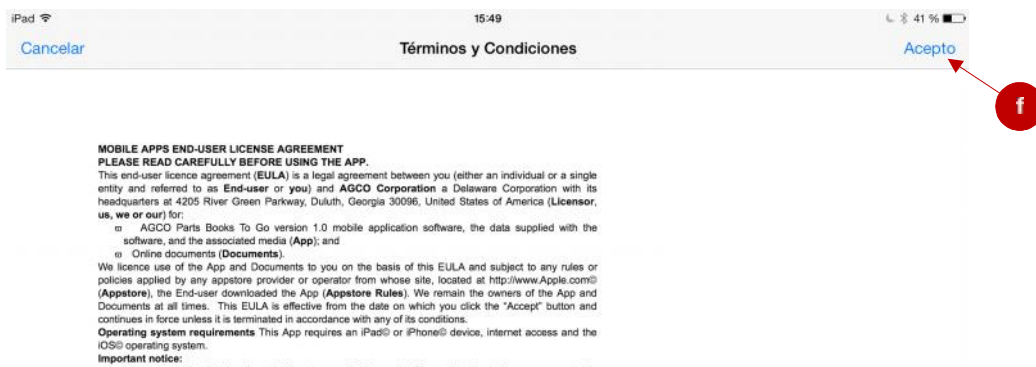 iPad 15:49 41 %
Cancelar Términos y Condiciones Acepto
f
MOBILE APPS END-USER LICENSE AGREEMENT
PLEASE READ CAREFULLY BEFORE USING THE APP.
This end-user licence agreement (EULA) is a legal agreement between you (either an individual or a single
entity and referred to as End-user or you) and AGCO Corporation a Delaware Corporation with its
headquarters at 4205 River Green Parkway, Duluth, Georgia 30096, United States of America (Licensor,
us, we or our) for:
AGCO Parts Books To Go version 1.0 mobile application software, the data supplied with the
software, and the associated media (App); and
Online documents (Documents).
We licence use of the App and Documents to you on the basis of this EULA and subject to any rules or
policies applied by any appstore provider or operator from whose site, located at http://www.Apple.com©
(Appstore), the End-user downloaded the App (Appstore Rules). We remain the owners of the App and
Documents at all times. This EULA is effective from the date on which you click the "Accept" button and
continues in force unless it is terminated in accordance with any of its conditions.
Operating system requirements This App requires an iPad© or iPhone© device, internet access and the
iOS© operating system.
Important notice: